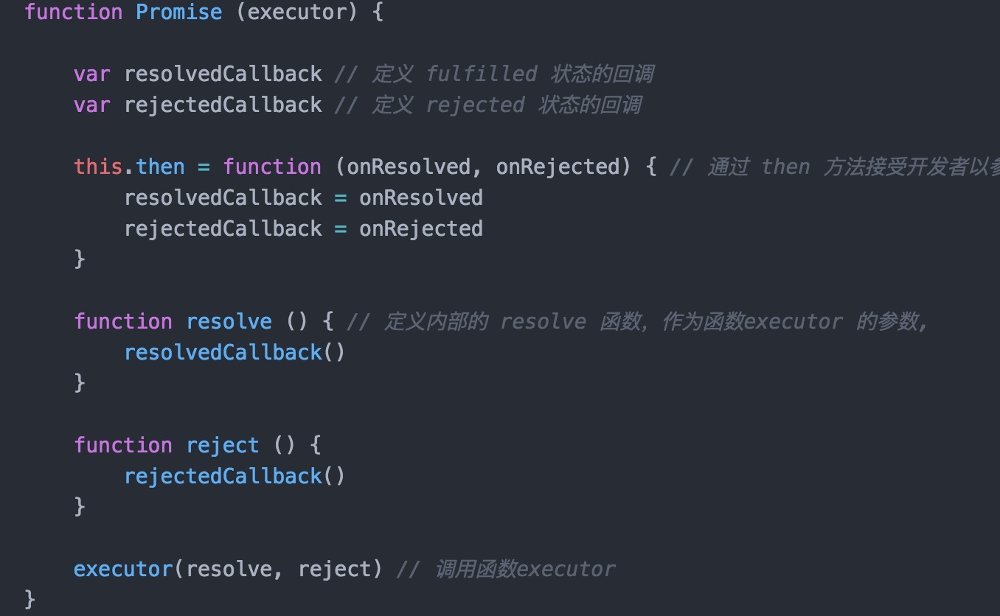 function Promise (executor) {
var resolvedCallback // 定义 fulfilled 状态的回调
var rejectedCallback // 定义 rejected 状态的回调
this.then = function (onResolved, onRejected) { // 通过 then 方法接受开发者以参
resolvedCallback = onResolved
rejectedCallback = onRejected
}
function resolve () { // 定义内部的 resolve 函数，作为函数executor 的参数,
resolvedCallback()
}
function reject () {
rejectedCallback()
}
executor(resolve, reject) // 调用函数executor
}